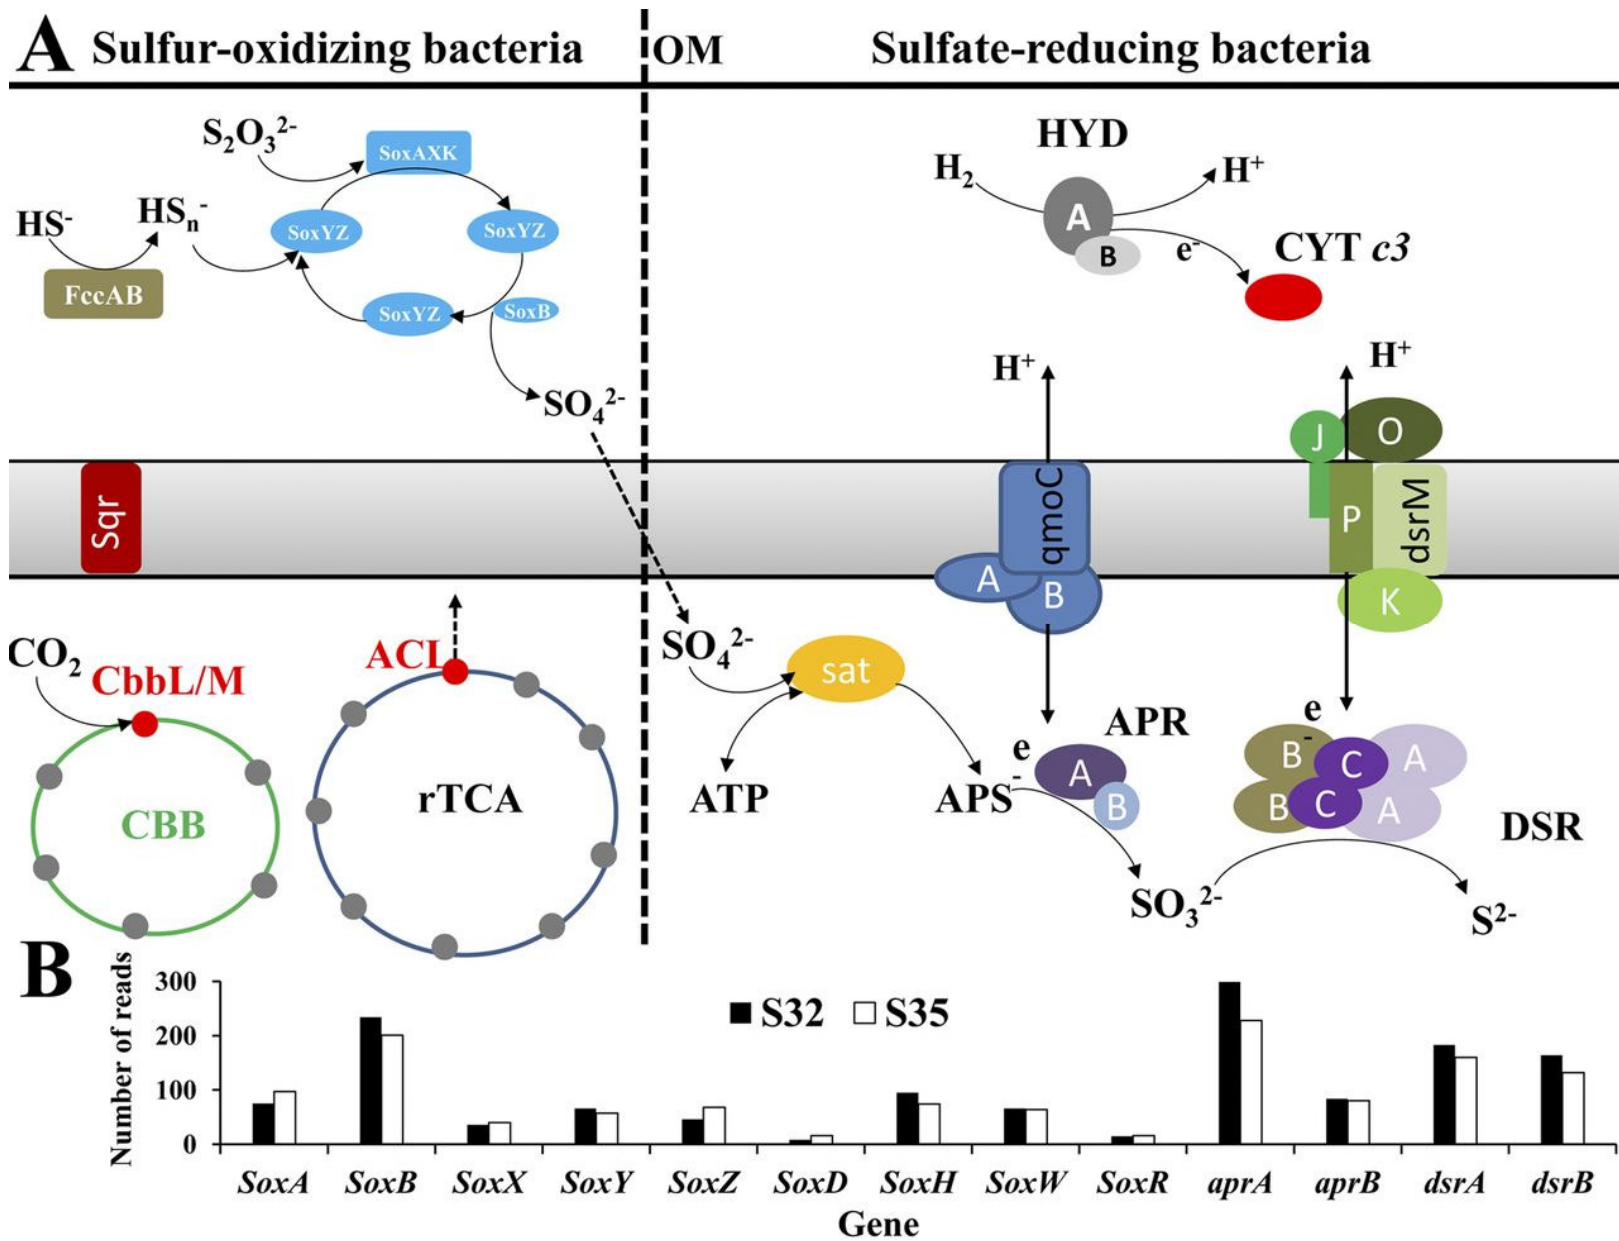 A Sulfur-oxidizing bacteria OM Sulfate-reducing bacteria
S₂O₃²⁻
SoxAXK
HS⁻
HSₙ⁻
SoxYZ
SoxYZ
FccAB
SoxYZ
SoxB
SO₄²⁻
HYD
H₂
H⁺
A
B
e⁻
CYT c3
H⁺
H⁺
J
O
Sqr
qmoC
P
dsrM
A
B
K
CO₂
CbbL/M
ACL
CBB
rTCA
SO₄²⁻
sat
ATP
APS
e⁻
APR
A
B
e⁻
B
C
A
B
C
A
DSR
SO₃²⁻
S²⁻
B
Number of reads
300
200
100
0
S32 S35
SoxA SoxB SoxX SoxY SoxZ SoxD SoxH SoxW SoxR aprA aprB dsrA dsrB
Gene